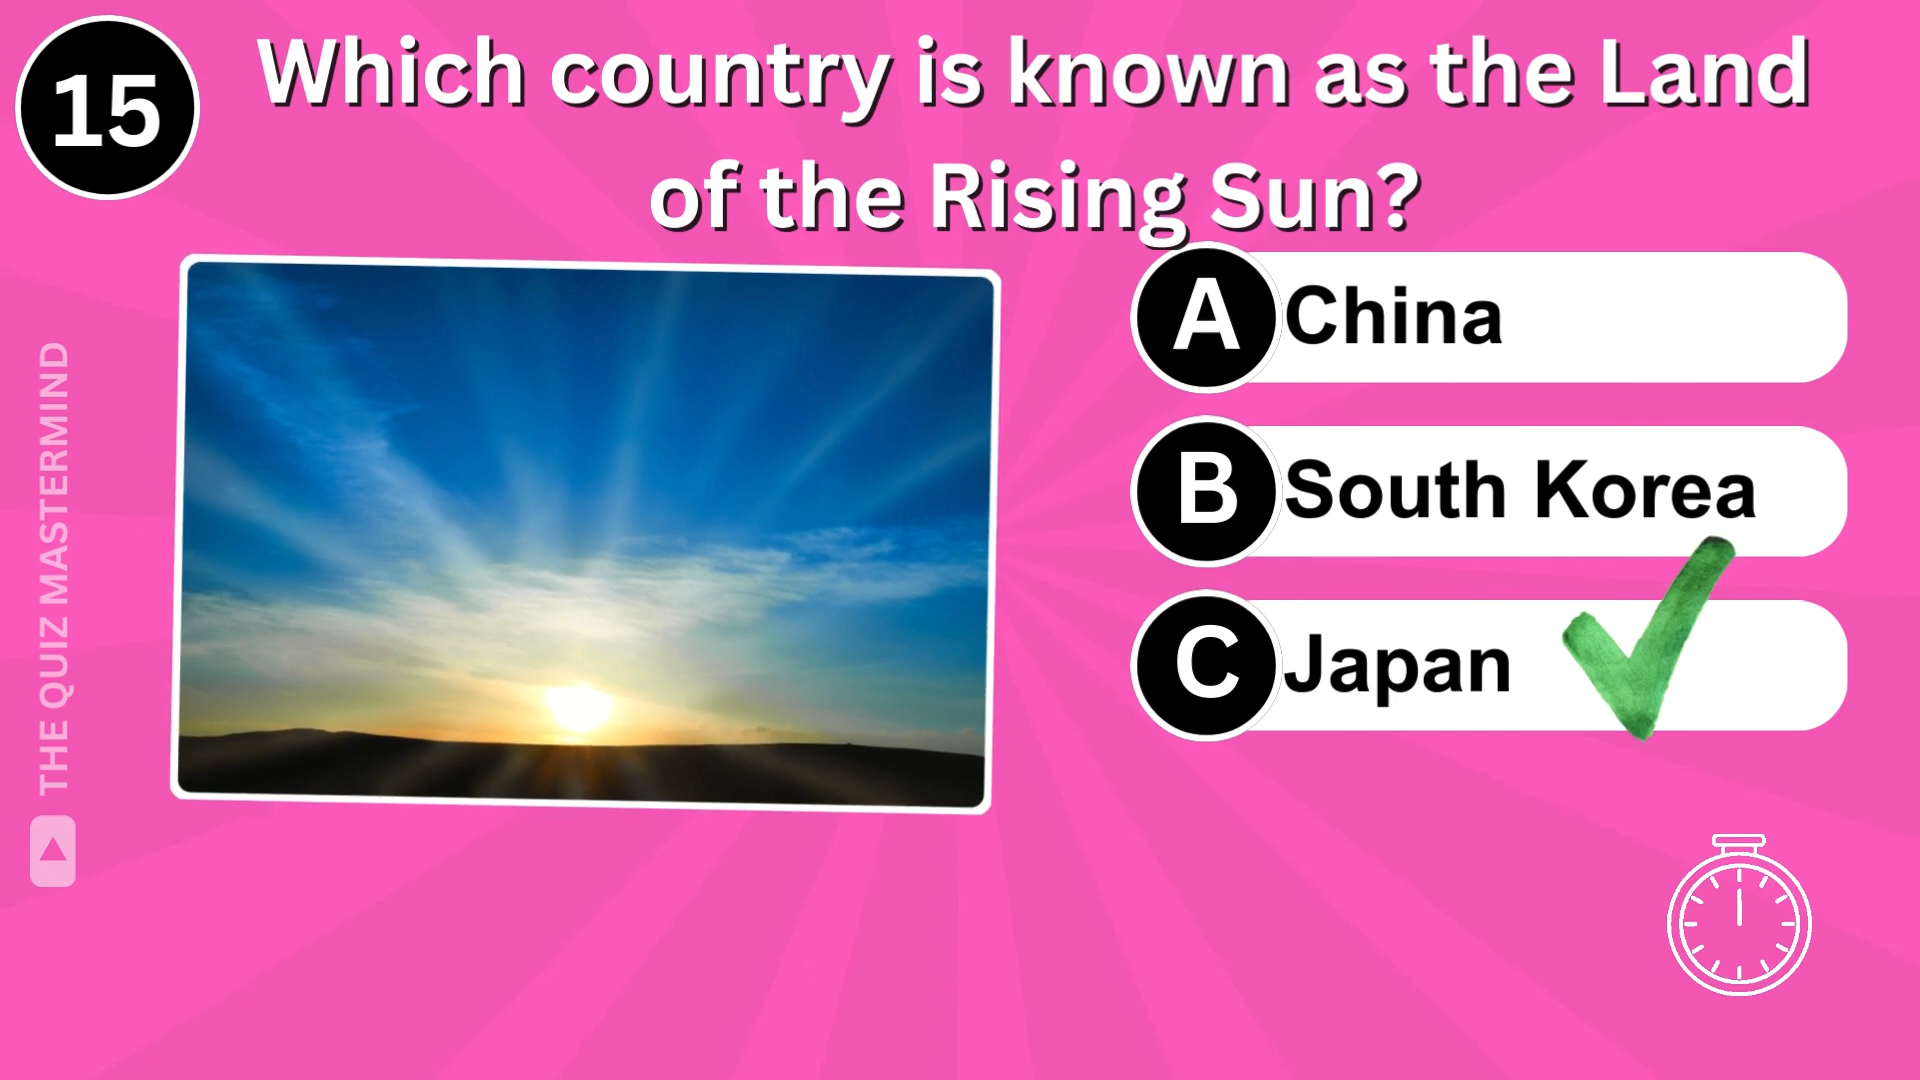 15
Which country is known as the Land
of the Rising Sun?
A China
B South Korea
C Japan
THE QUIZ MASTERMIND